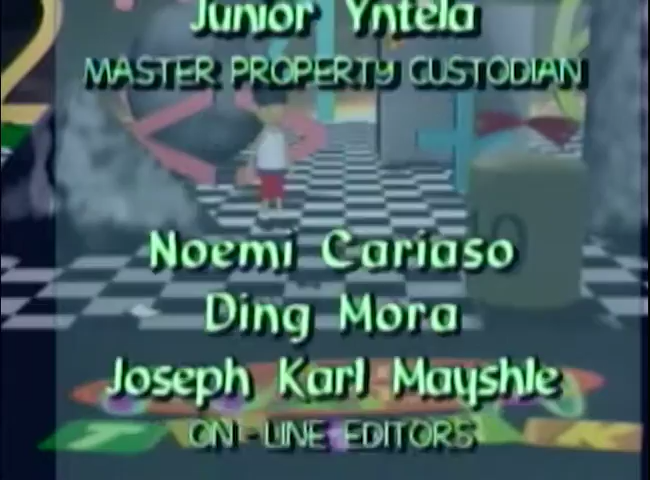 Junior Yntela
MASTER PROPERTY CUSTODIAN
Noemi Cariaso
Ding Mora
Joseph Karl Mayshle
ON-LINE EDITORS
T
K